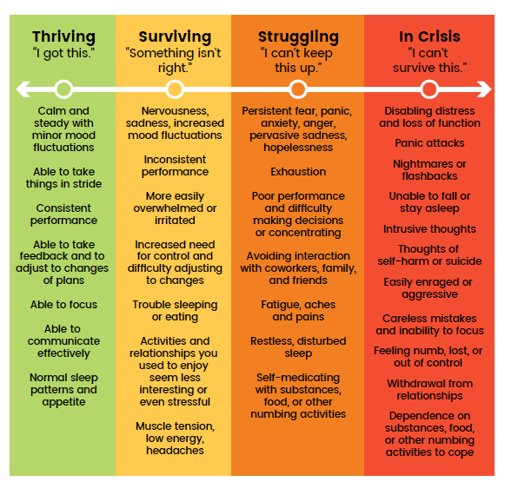 Thriving
"I got this."
Calm and
steady with
minor mood
fluctuations
Able to take
things in stride
Consistent
performance
Able to take
feedback and to
adjust to changes
of plans
Able to focus
Able to
communicate
effectively
Normal sleep
patterns and
appetite
Surviving
"Something isn't
right."
Nervousness,
sadness, increased
mood fluctuations
Inconsistent
performance
More easily
overwhelmed or
irritated
Increased need
for control and
difficulty adjusting
to changes
Trouble sleeping
or eating
Activities and
relationships you
used to enjoy
seem less
interesting or
even stressful
Muscle tension,
low energy,
headaches
Struggling
"I can't keep
this up."
Persistent fear, panic,
anxiety, anger,
pervasive sadness,
hopelessness
Exhaustion
Poor performance
and difficulty
making decisions
or concentrating
Avoiding interaction
with coworkers, family,
and friends
Fatigue, aches
and pains
Restless, disturbed
sleep
Self-medicating
with substances,
food, or other
numbing activities
In Crisis
"I can't
survive this."
Disabling distress
and loss of function
Panic attacks
Nightmares or
flashbacks
Unable to fall or
stay asleep
Intrusive thoughts
Thoughts of
self-harm or suicide
Easily enraged or
aggressive
Careless mistakes
and inability to focus
Feeling numb, lost, or
out of control
Withdrawal from
relationships
Dependence on
substances, food,
or other numbing
activities to cope